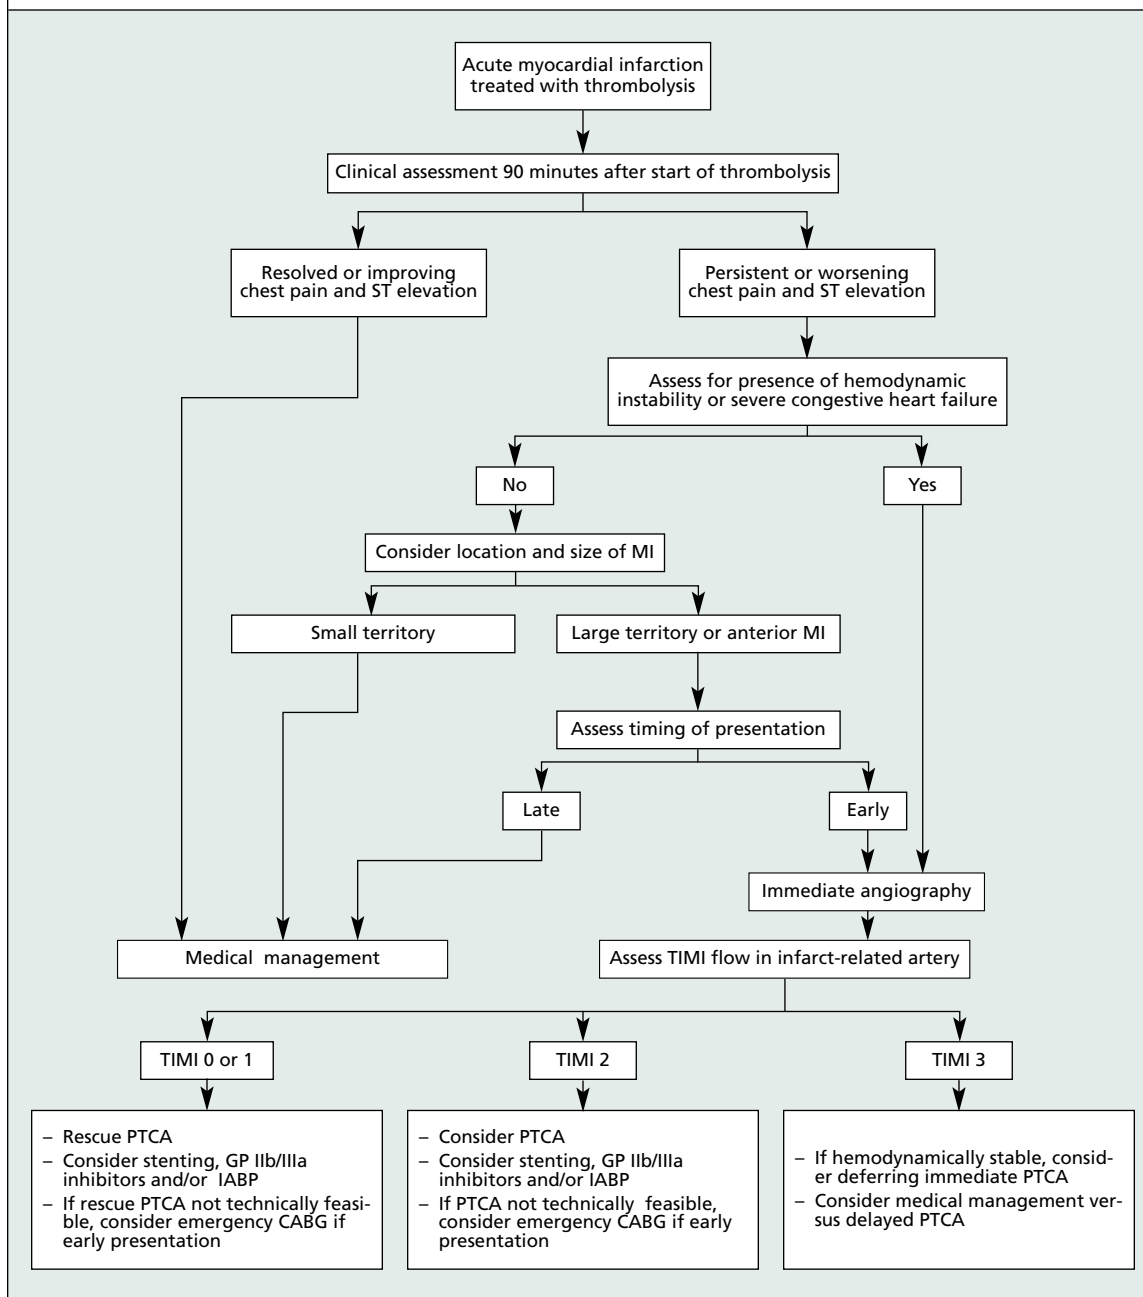 Acute myocardial infarction
treated with thrombolysis
Clinical assessment 90 minutes after start of thrombolysis
Resolved or improving
chest pain and ST elevation
Persistent or worsening
chest pain and ST elevation
Assess for presence of hemodynamic
instability or severe congestive heart failure
No
Yes
Consider location and size of MI
Small territory
Large territory or anterior MI
Assess timing of presentation
Late
Early
Immediate angiography
Medical management
Assess TIMI flow in infarct-related artery
TIMI 0 or 1
TIMI 2
TIMI 3
– Rescue PTCA
– Consider stenting, GP IIb/IIIa
inhibitors and/or IABP
– If rescue PTCA not technically feasi-
ble, consider emergency CABG if
early presentation
– Consider PTCA
– Consider stenting, GP IIb/IIIa
inhibitors and/or IABP
– If PTCA not technically feasible,
consider emergency CABG if early
presentation
– If hemodynamically stable, consid-
er deferring immediate PTCA
– Consider medical management ver-
sus delayed PTCA